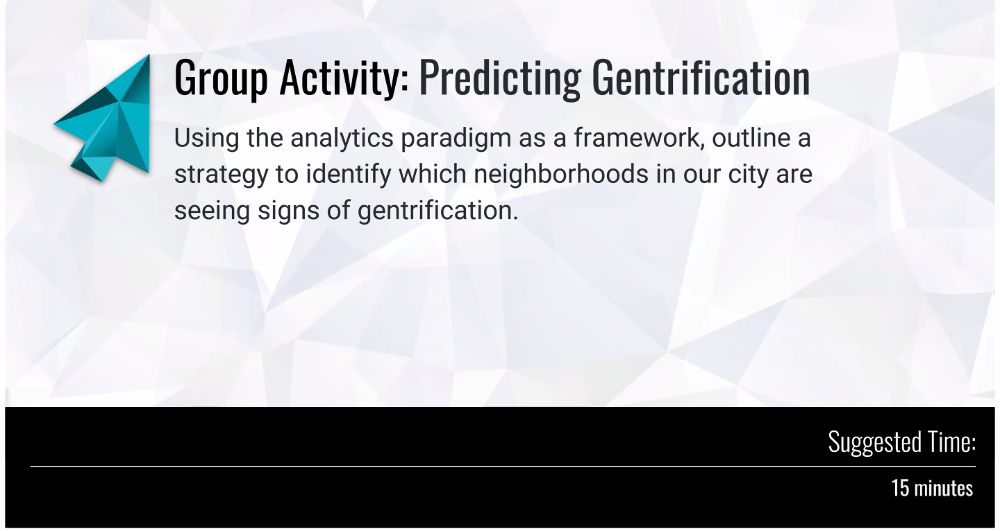 Group Activity: Predicting Gentrification
Using the analytics paradigm as a framework, outline a
strategy to identify which neighborhoods in our city are
seeing signs of gentrification.
Suggested Time:
15 minutes